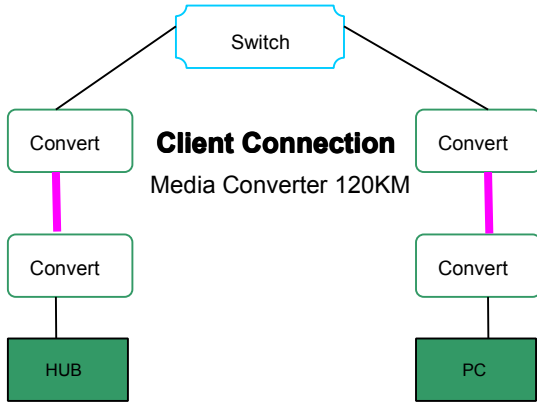 Switch
Convert
Client Connection
Convert
Media Converter 120KM
Convert
Convert
HUB
PC